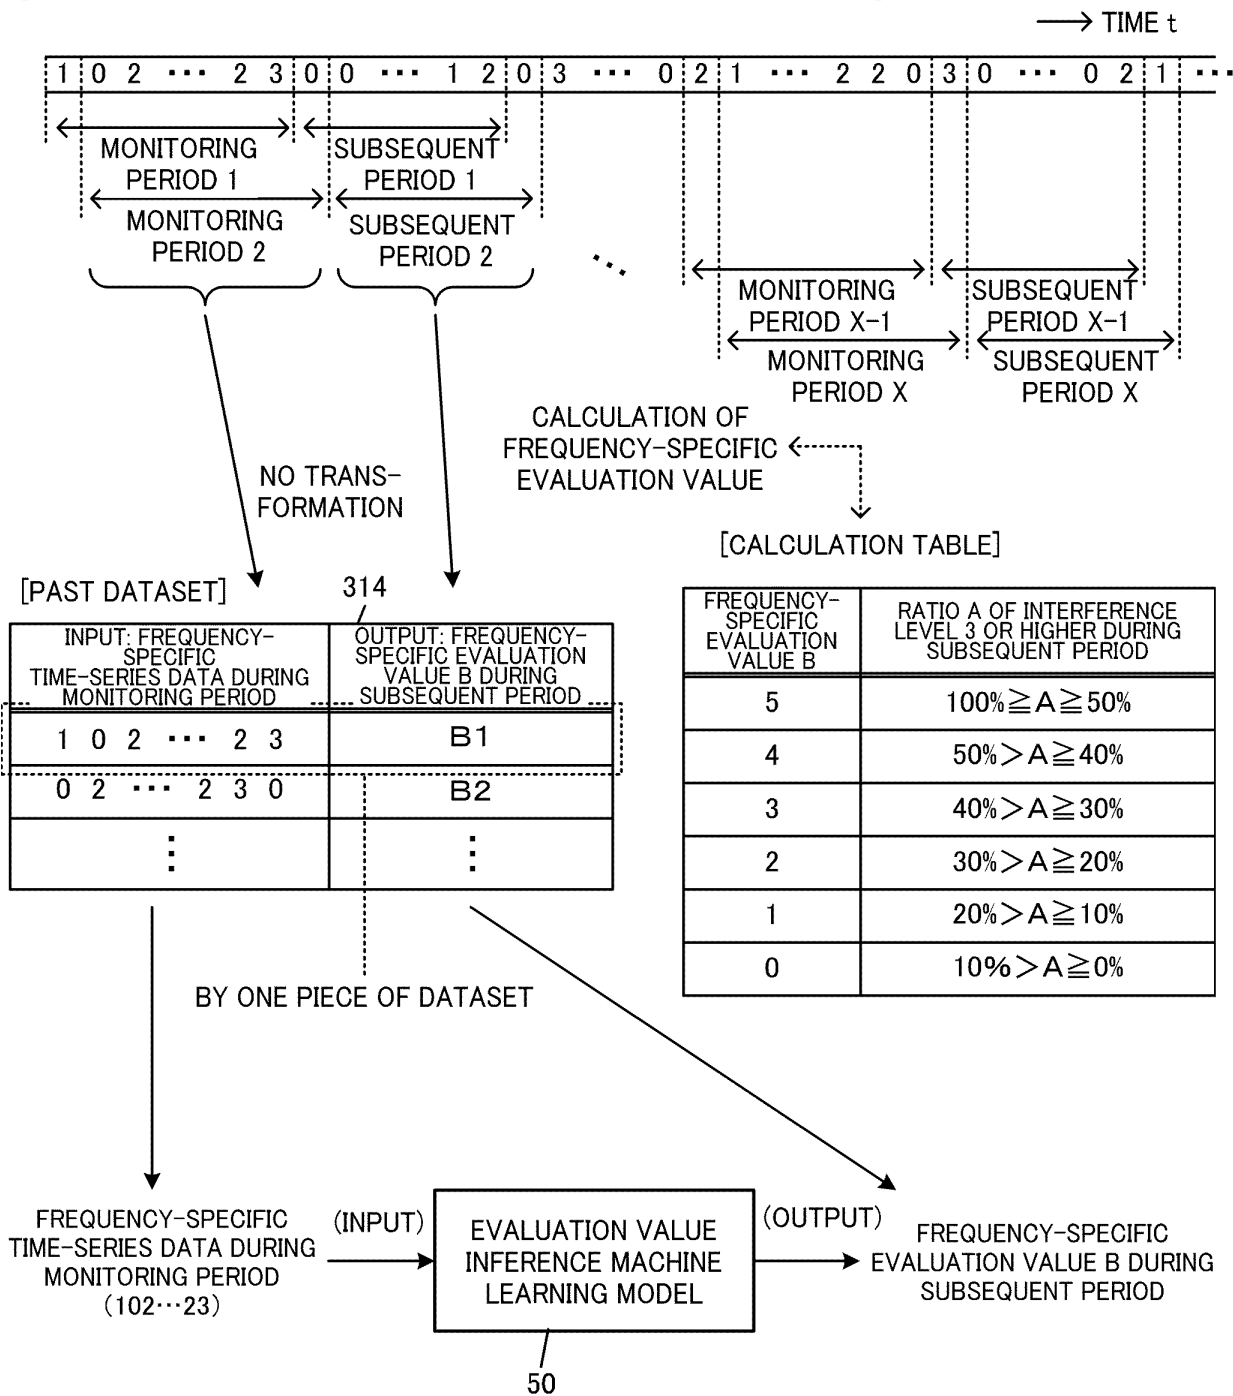 TIME t
1 0 2 ••• 2 3 0 0 ••• 1 2 0 3 ••• 0 2 1 ••• 2 2 0 3 0 ••• 0 2 1 •••
MONITORING
PERIOD 1
SUBSEQUENT
PERIOD 1
MONITORING
PERIOD 2
SUBSEQUENT
PERIOD 2
•••
MONITORING
PERIOD X-1
SUBSEQUENT
PERIOD X-1
MONITORING
PERIOD X
SUBSEQUENT
PERIOD X
CALCULATION OF
FREQUENCY-SPECIFIC
EVALUATION VALUE
NO TRANS-
FORMATION
[CALCULATION TABLE]
FREQUENCY-
SPECIFIC
EVALUATION
VALUE B
RATIO A OF INTERFERENCE
LEVEL 3 OR HIGHER DURING
SUBSEQUENT PERIOD
5 100%≧A≧50%
4 50%>A≧40%
3 40%>A≧30%
2 30%>A≧20%
1 20%>A≧10%
0 10%>A≧0%
[PAST DATASET]
314
INPUT: FREQUENCY-
SPECIFIC
TIME-SERIES DATA DURING
MONITORING PERIOD
OUTPUT: FREQUENCY-
SPECIFIC EVALUATION
VALUE B DURING
SUBSEQUENT PERIOD
1 0 2 ••• 2 3 B1
0 2 ••• 2 3 0 B2
⋮ ⋮
BY ONE PIECE OF DATASET
FREQUENCY-SPECIFIC
TIME-SERIES DATA DURING
MONITORING PERIOD
(102•••23)
(INPUT)
EVALUATION VALUE
INFERENCE MACHINE
LEARNING MODEL
50
(OUTPUT)
FREQUENCY-SPECIFIC
EVALUATION VALUE B DURING
SUBSEQUENT PERIOD